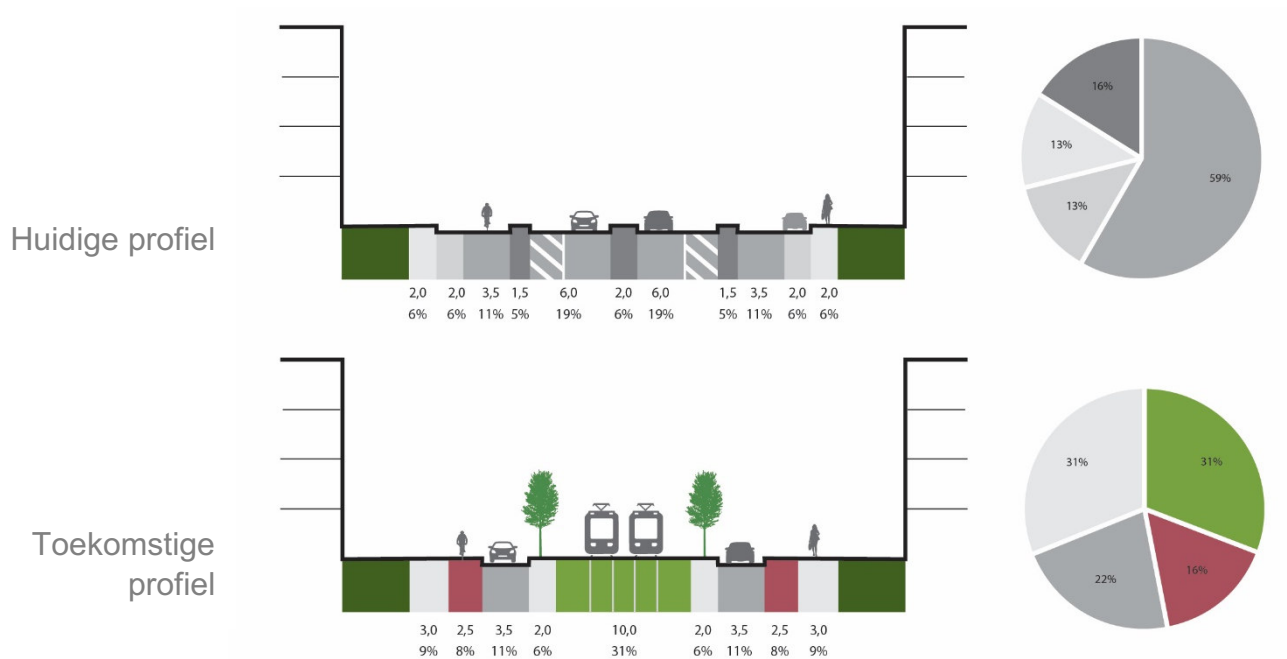 16%
13%
13%
59%
Huidige profiel
2,0 2,0 3,5 1,5 6,0 2,0 6,0 1,5 3,5 2,0 2,0
6% 6% 11% 5% 19% 6% 19% 5% 11% 6% 6%
31%
31%
22%
16%
Toekomstige
profiel
3,0 2,5 3,5 2,0 10,0 2,0 3,5 2,5 3,0
9% 8% 11% 6% 31% 6% 11% 8% 9%